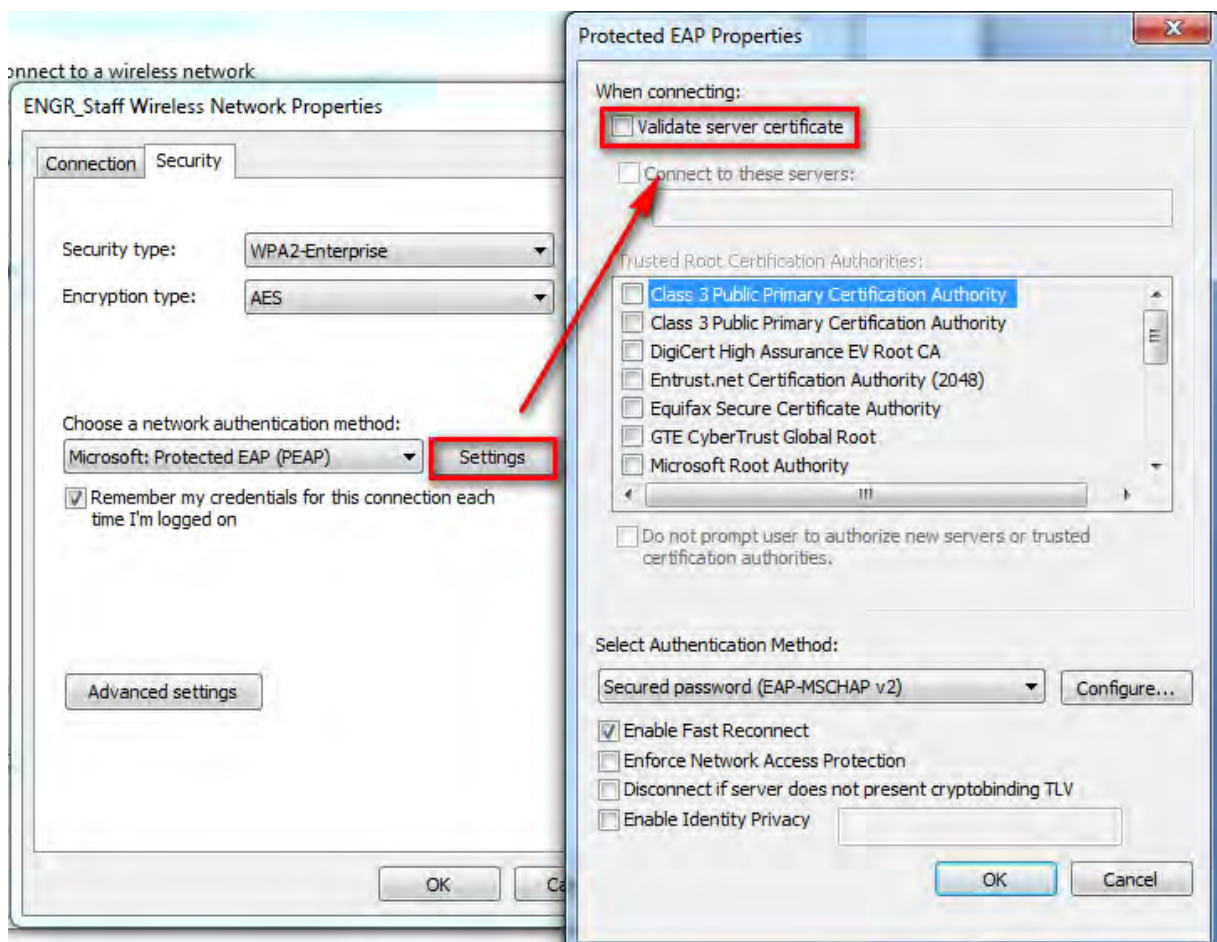 onnect to a wireless network
ENGR_Staff Wireless Network Properties
Connection Security
Security type: WPA2-Enterprise
Encryption type: AES
Choose a network authentication method:
Microsoft: Protected EAP (PEAP) Settings
Remember my credentials for this connection each
time I'm logged on
Advanced settings
OK Ca
Protected EAP Properties
When connecting:
Validate server certificate
Connect to these servers:
Trusted Root Certification Authorities:
Class 3 Public Primary Certification Authority
Class 3 Public Primary Certification Authority
DigiCert High Assurance EV Root CA
Entrust.net Certification Authority (2048)
Equifax Secure Certificate Authority
GTE CyberTrust Global Root
Microsoft Root Authority
Do not prompt user to authorize new servers or trusted
certification authorities.
Select Authentication Method:
Secured password (EAP-MSCHAP v2) Configure...
Enable Fast Reconnect
Enforce Network Access Protection
Disconnect if server does not present cryptobinding TLV
Enable Identity Privacy
OK Cancel